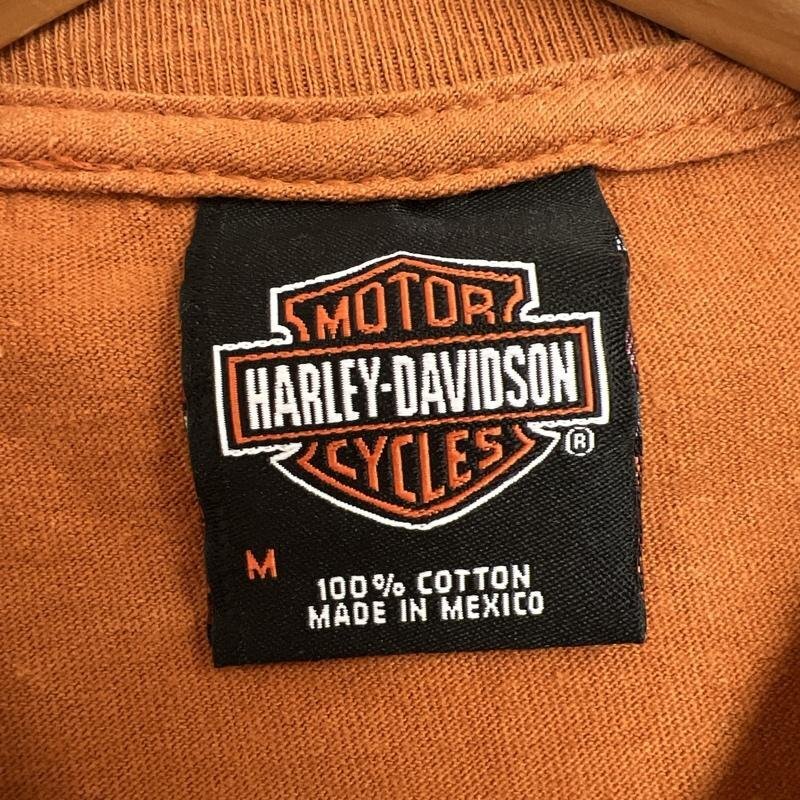 MOTOR
HARLEY-DAVIDSON
CYCLES
®
M
100% COTTON
MADE IN MEXICO